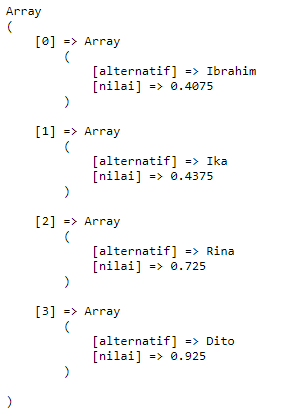 Array
(
    [0] => Array
        (
            [alternatif] => Ibrahim
            [nilai] => 0.4075
        )

    [1] => Array
        (
            [alternatif] => Ika
            [nilai] => 0.4375
        )

    [2] => Array
        (
            [alternatif] => Rina
            [nilai] => 0.725
        )

    [3] => Array
        (
            [alternatif] => Dito
            [nilai] => 0.925
        )

)